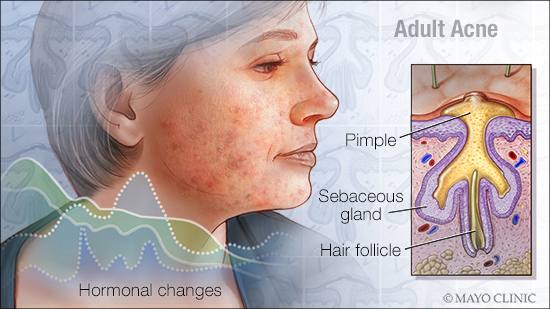 Adult Acne
Pimple
Sebaceous
gland
Hair follicle
Hormonal changes
© MAYO CLINIC